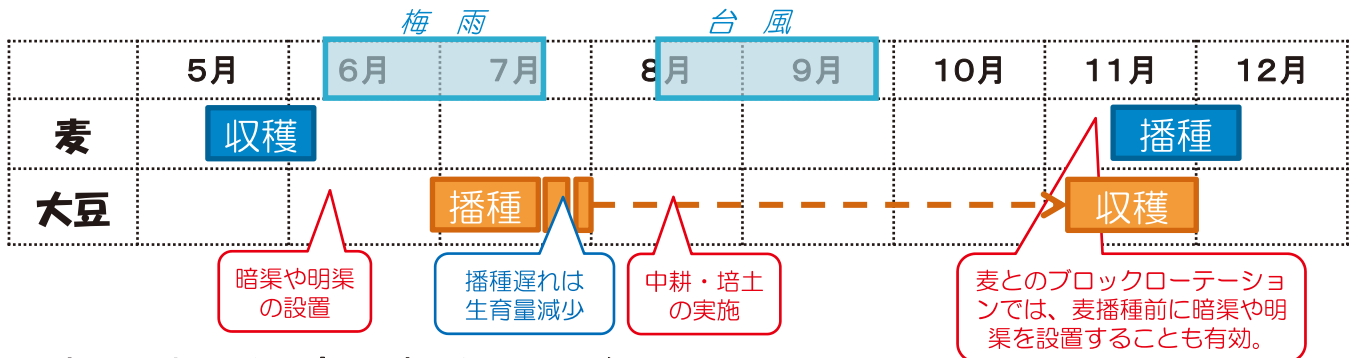 梅 雨
台 風
5月 6月 7月 8月 9月 10月 11月 12月
麦 収穫 播種
大豆 播種 収穫
暗渠や明渠
の設置
播種遅れは
生育量減少
中耕・培土
の実施
麦とのブロックローテーショ
ンでは、麦播種前に暗渠や明
渠を設置することも有効。